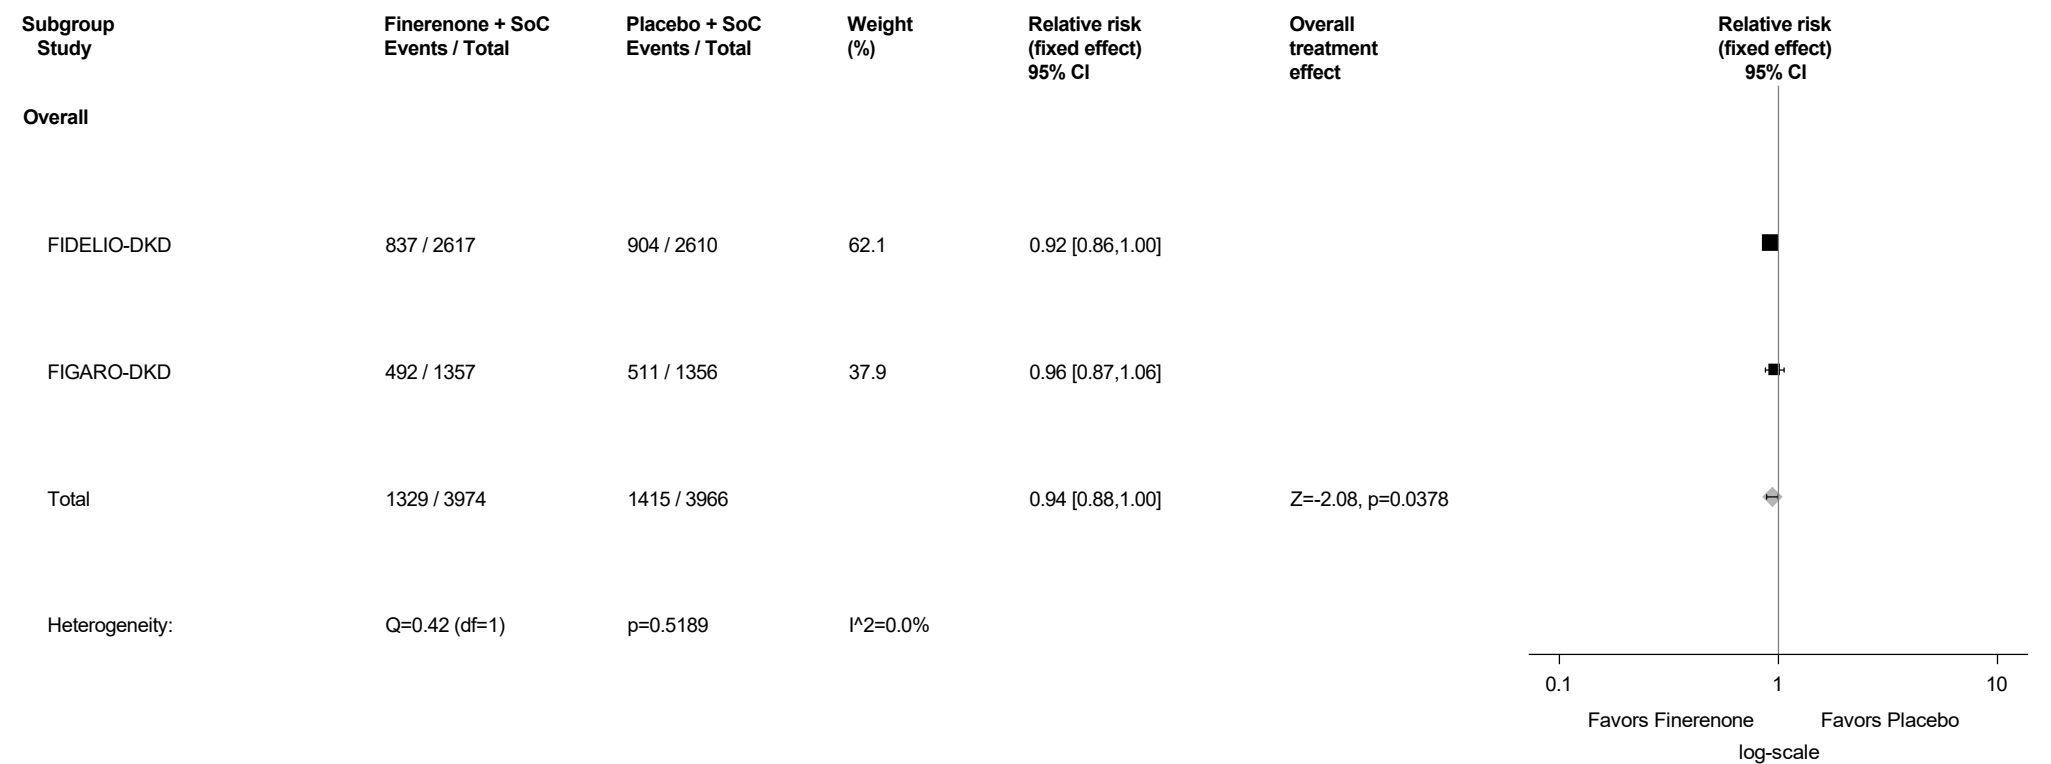 Subgroup Finerenone + SoC Placebo + SoC Weight Relative risk Overall Relative risk
Study Events / Total Events / Total (%) (fixed effect) treatment (fixed effect)
95% CI effect 95% CI
Overall
FIDELIO-DKD 837 / 2617 904 / 2610 62.1 0.92 [0.86,1.00]
FIGARO-DKD 492 / 1357 511 / 1356 37.9 0.96 [0.87,1.06]
Total 1329 / 3974 1415 / 3966 0.94 [0.88,1.00] Z=-2.08, p=0.0378
Heterogeneity: Q=0.42 (df=1) p=0.5189 I^2=0.0%
0.1 1 10
Favors Finerenone Favors Placebo
log-scale